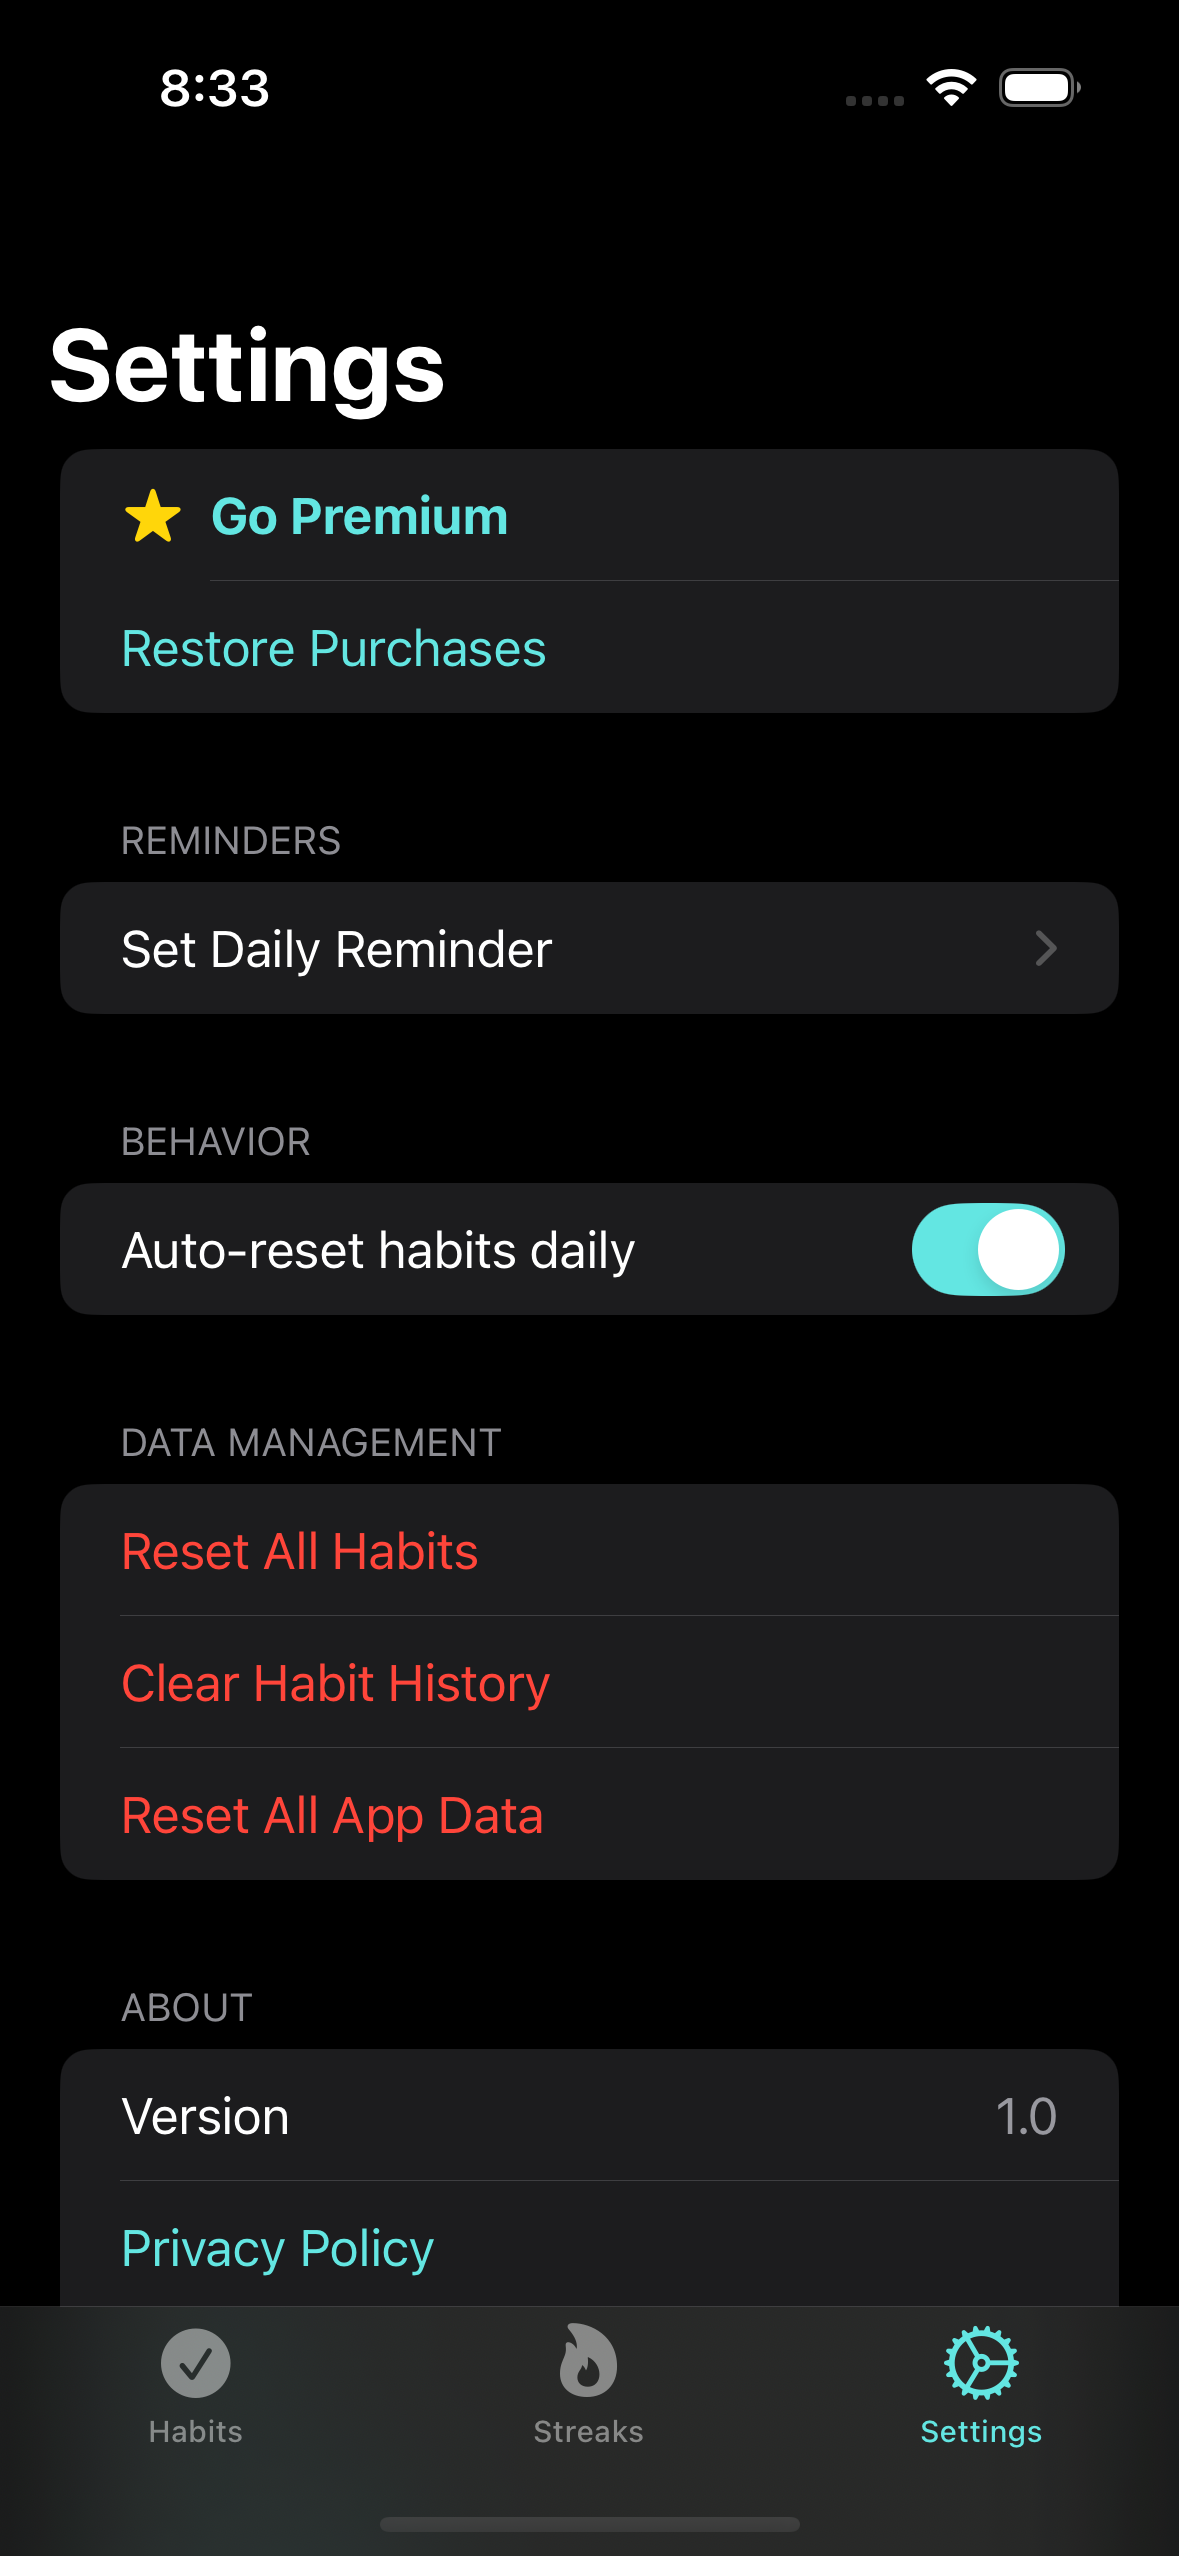 8:33
Settings
Go Premium
Restore Purchases
REMINDERS
Set Daily Reminder
BEHAVIOR
Auto-reset habits daily
DATA MANAGEMENT
Reset All Habits
Clear Habit History
Reset All App Data
ABOUT
Version 1.0
Privacy Policy
Habits Streaks Settings